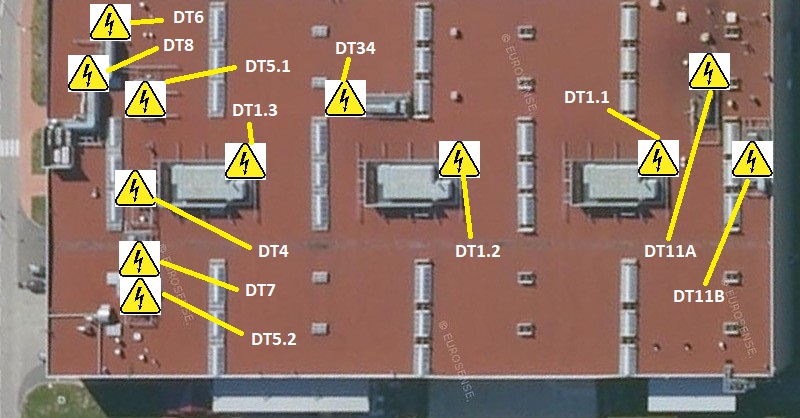 DT6
DT8
DT5.1
DT34
DT1.3
DT1.1
DT4
DT1.2
DT11A
DT7
DT11B
DT5.2
© EUROSENSE.
© EUROSENSE.
© EUROSENSE.
© EUROSENSE.